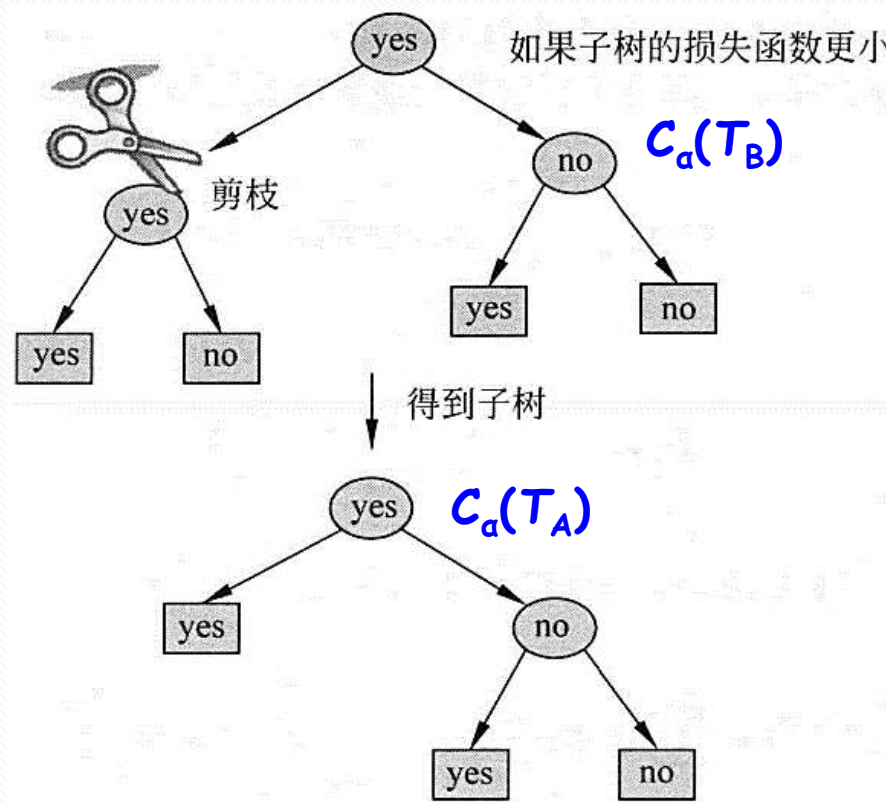 yes
如果子树的损失函数更小
Cα(TB)
no
剪枝
yes
yes
no
yes
no
得到子树
yes
Cα(TA)
yes
no
yes
no